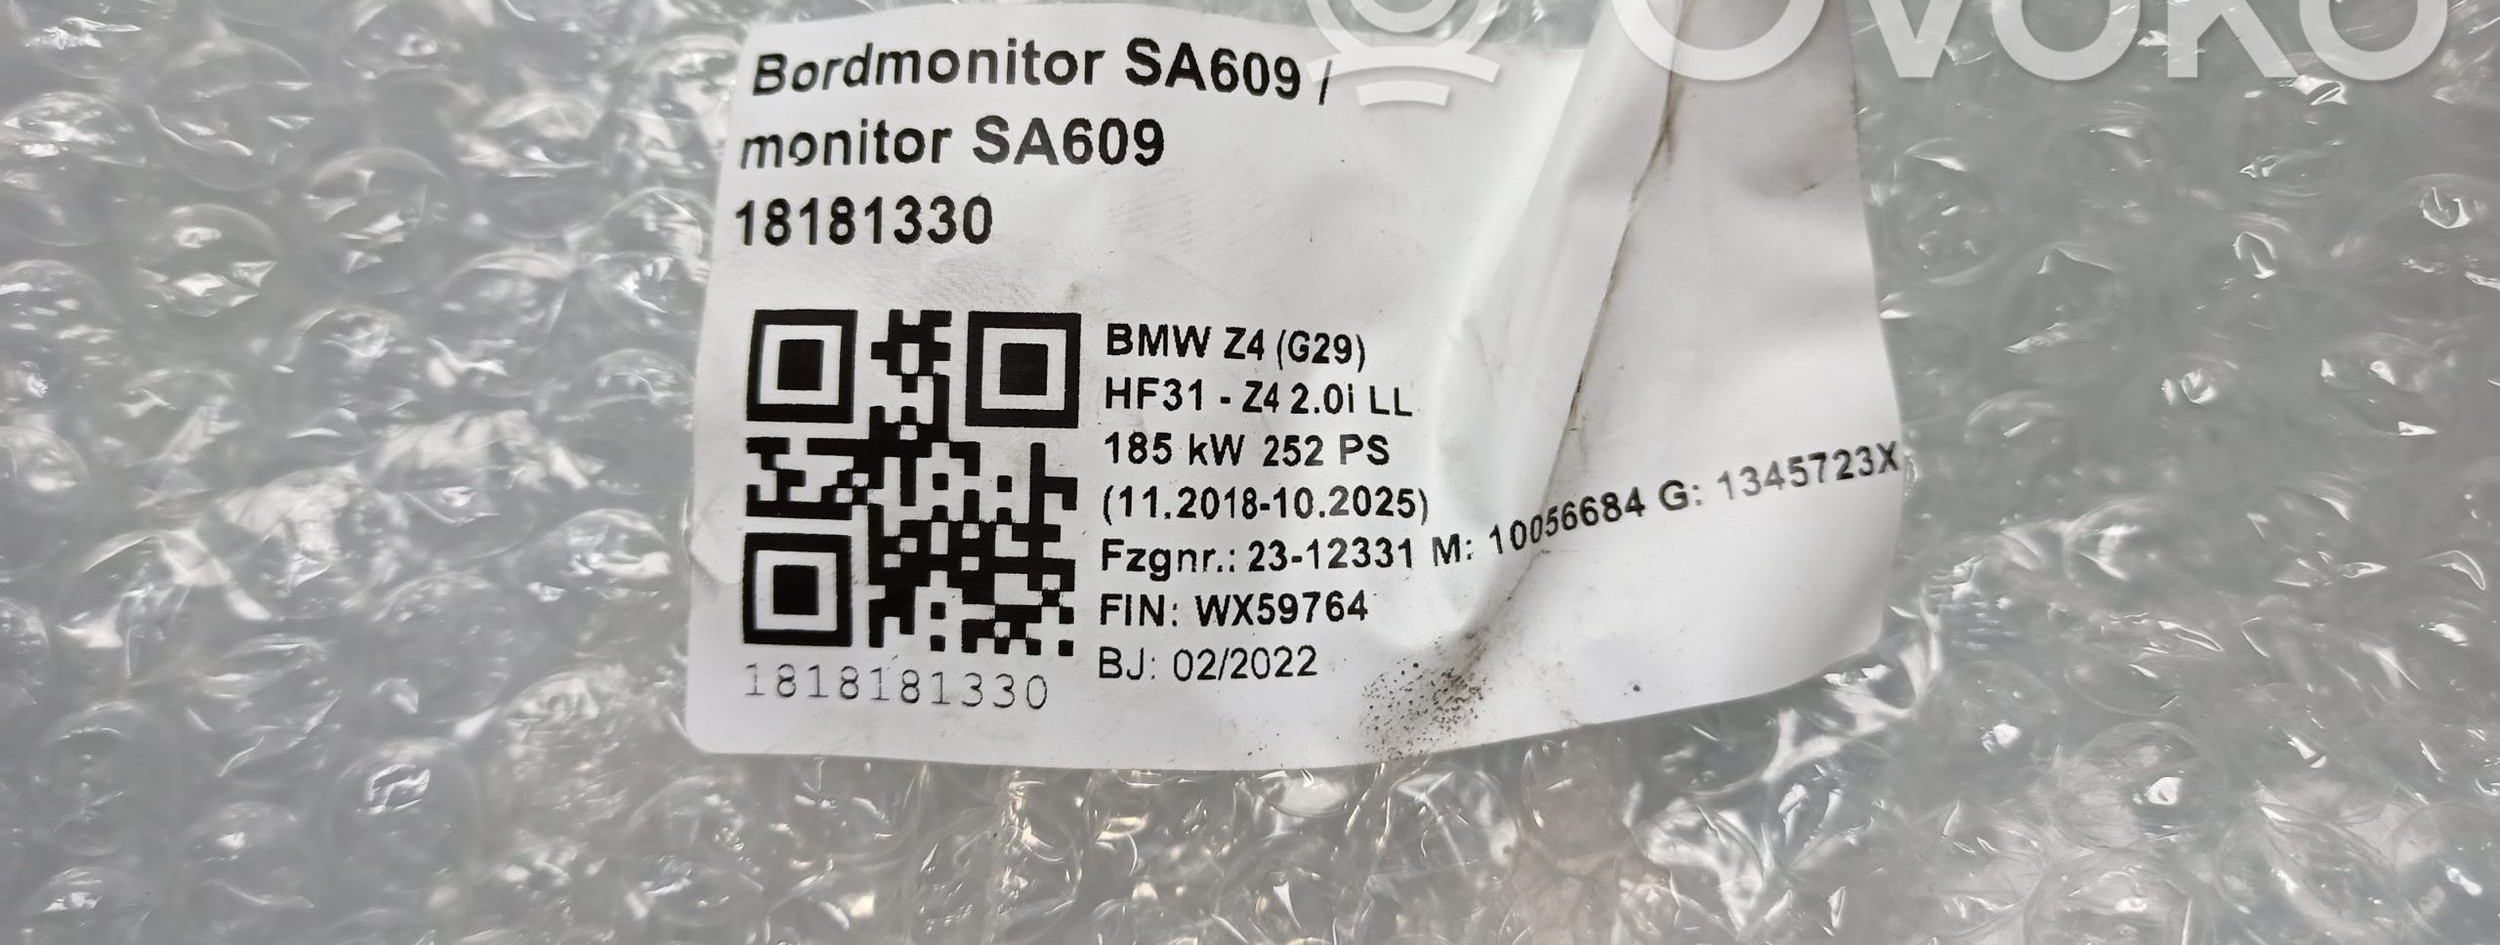 OVOKO
Bordmonitor SA609 /
monitor SA609
18181330
BMW Z4 (G29)
HF31 - Z4 2.0i LL
185 kW 252 PS
(11.2018-10.2025)
Fzgnr.: 23-12331 M: 10056684 G: 1345723X
FIN: WX59764
BJ: 02/2022
1818181330